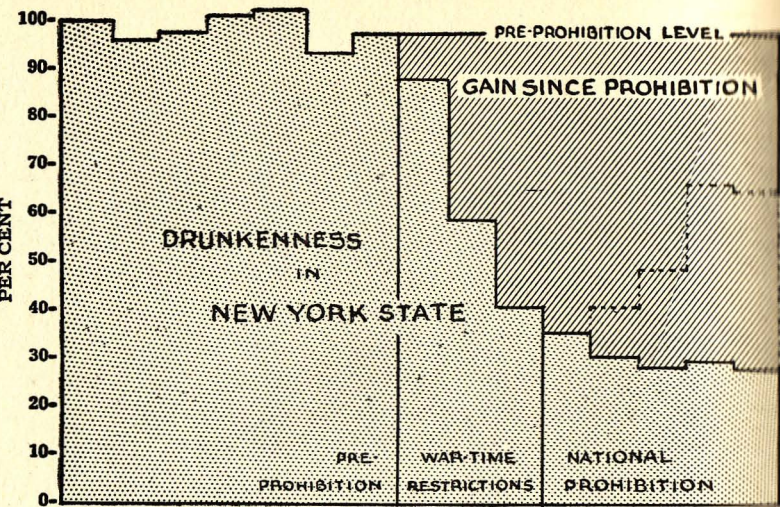 PER CENT
100-
90-
80-
70-
60-
50-
40-
30-
20-
10-
0-
PRE-PROHIBITION LEVEL
GAIN SINCE PROHIBITION
DRUNKENNESS
IN
NEW YORK STATE
PRE-
PROHIBITION
WAR-TIME
RESTRICTIONS
NATIONAL
PROHIBITION